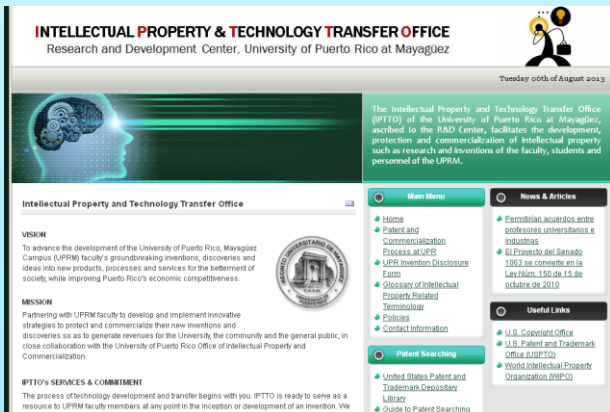 INTELLECTUAL PROPERTY & TECHNOLOGY TRANSFER OFFICE
Research and Development Center, University of Puerto Rico at Mayagüez
Tuesday 06th of August 2013
The Intellectual Property and Technology Transfer Office
(IPTTO) of the University of Puerto Rico at Mayagüez,
ascribed to the R&D Center, facilitates the development,
protection and commercialization of intellectual property
such as research and inventions of the faculty, students and
personnel of the UPRM.
Intellectual Property and Technology Transfer Office
VISION
To advance the development of the University of Puerto Rico, Mayagüez
Campus (UPRM) faculty's groundbreaking inventions, discoveries and
ideas into new products, processes and services for the betterment of
society, while improving Puerto Rico's economic competitiveness.
MISSION
Partnering with UPRM faculty to develop and implement innovative
strategies to protect and commercialize their new inventions and
discoveries so as to generate revenues for the University, the community and the general public, in
close collaboration with the University of Puerto Rico Office of Intellectual Property and
Commercialization.
IPTTO's SERVICES & COMMITMENT
The process of technology development and transfer begins with you. IPTTO is ready to serve as a
resource to UPRM faculty members at any point in the inception or development of an invention. We
Main Menu
Home
Patent and
Commercialization
Process at UPR
UPR Invention Disclosure
Form
Glossary of Intellectual
Property Related
Terminology
Policies
Contact Information
Patent Searching
United States Patent and
Trademark Depositary
Library
Guide to Patent Searching
News & Articles
Permitirían acuerdos entre
profesores universitarios e
industrias
El Proyecto del Senado
1063 se convierte en la
Ley Núm. 150 de 15 de
octubre de 2010
Useful Links
U.S. Copyright Office
U.S. Patent and Trademark
Office (USPTO)
World Intellectual Property
Organization (WIPO)